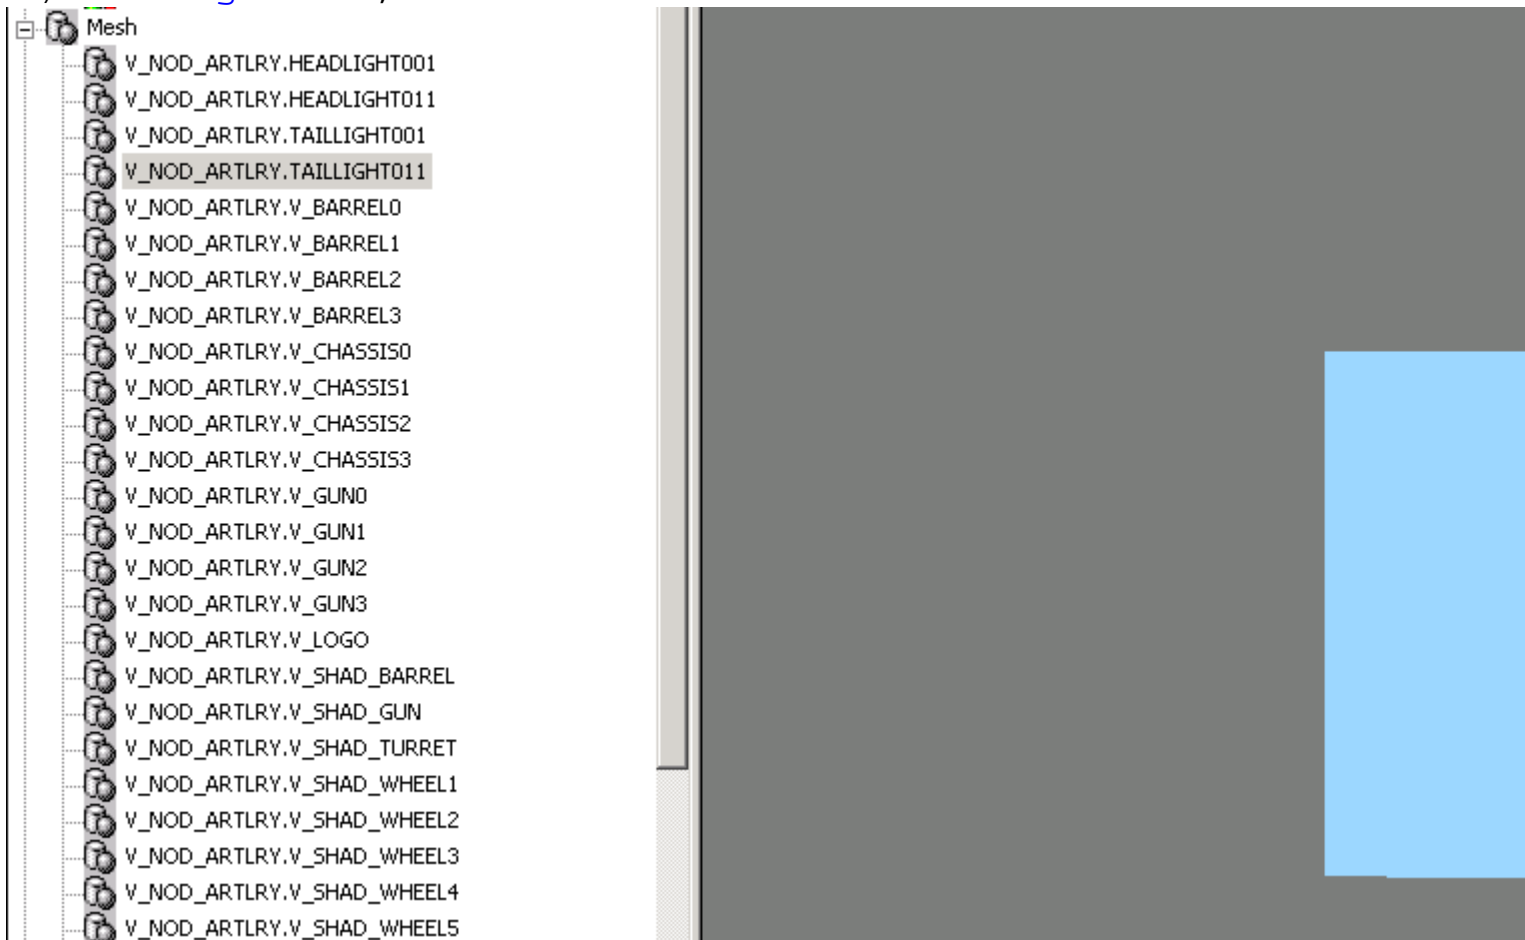 Mesh
V_NOD_ARTLRY.HEADLIGHT001
V_NOD_ARTLRY.HEADLIGHT011
V_NOD_ARTLRY.TAILLIGHT001
V_NOD_ARTLRY.TAILLIGHT011
V_NOD_ARTLRY.V_BARREL0
V_NOD_ARTLRY.V_BARREL1
V_NOD_ARTLRY.V_BARREL2
V_NOD_ARTLRY.V_BARREL3
V_NOD_ARTLRY.V_CHASSIS0
V_NOD_ARTLRY.V_CHASSIS1
V_NOD_ARTLRY.V_CHASSIS2
V_NOD_ARTLRY.V_CHASSIS3
V_NOD_ARTLRY.V_GUN0
V_NOD_ARTLRY.V_GUN1
V_NOD_ARTLRY.V_GUN2
V_NOD_ARTLRY.V_GUN3
V_NOD_ARTLRY.V_LOGO
V_NOD_ARTLRY.V_SHAD_BARREL
V_NOD_ARTLRY.V_SHAD_GUN
V_NOD_ARTLRY.V_SHAD_TURRET
V_NOD_ARTLRY.V_SHAD_WHEEL1
V_NOD_ARTLRY.V_SHAD_WHEEL2
V_NOD_ARTLRY.V_SHAD_WHEEL3
V_NOD_ARTLRY.V_SHAD_WHEEL4
V_NOD_ARTLRY.V_SHAD_WHEEL5